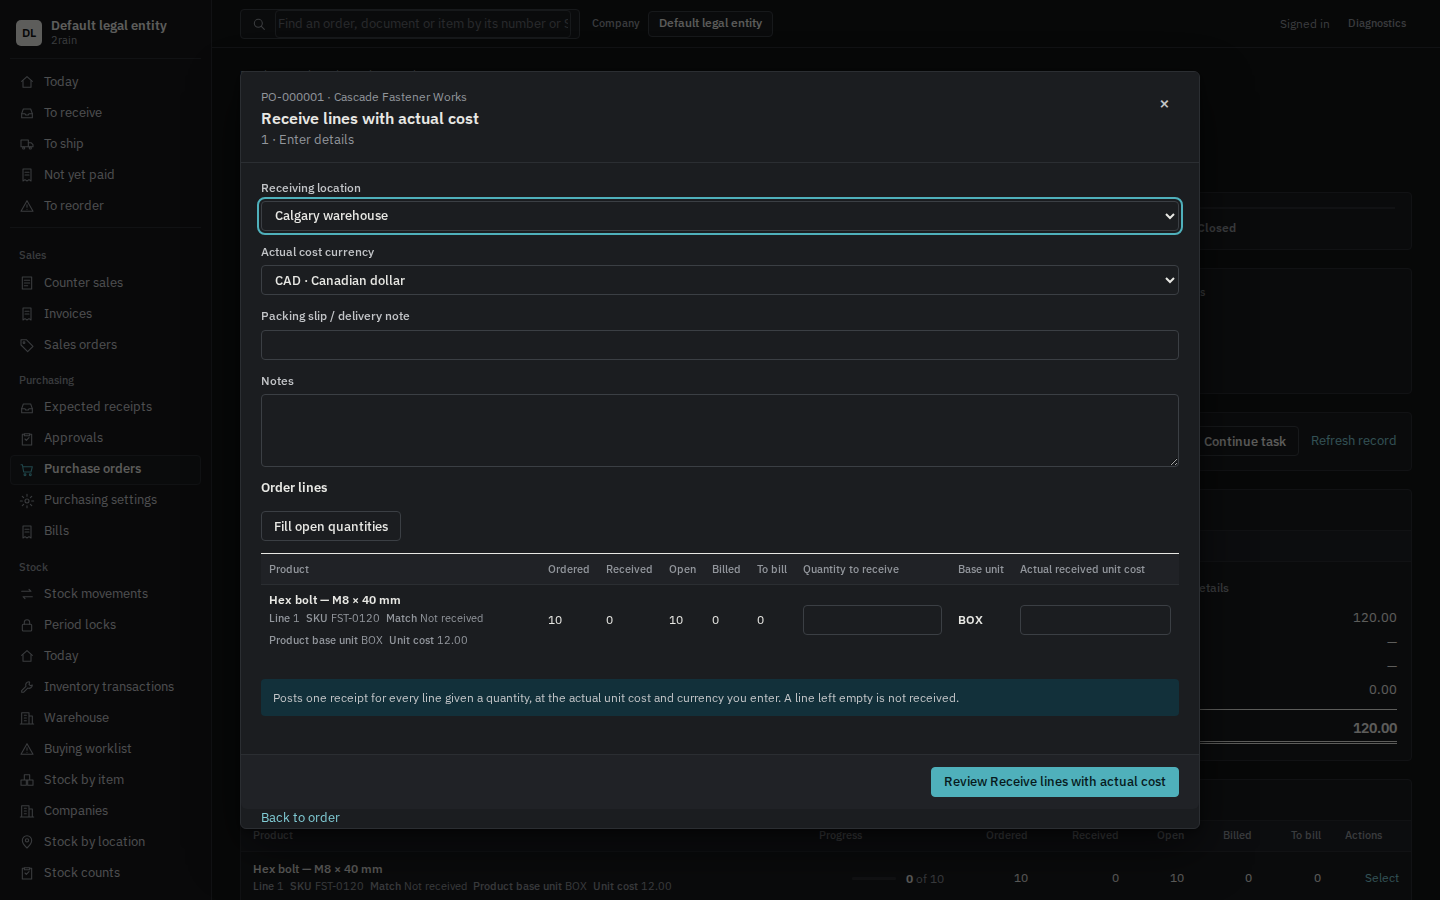 DL
Default legal entity
2rain
Find an order, document or item by its number or S
Company
Default legal entity
Signed in
Diagnostics
Today
To receive
To ship
Not yet paid
To reorder
Sales
Counter sales
Invoices
Sales orders
Purchasing
Expected receipts
Approvals
Purchase orders
Purchasing settings
Bills
Stock
Stock movements
Period locks
Today
Inventory transactions
Warehouse
Buying worklist
Stock by item
Companies
Stock by location
Stock counts
PO-000001 · Cascade Fastener Works
Receive lines with actual cost
1 · Enter details
×
Receiving location
Calgary warehouse
Actual cost currency
CAD · Canadian dollar
Packing slip / delivery note
Notes
Order lines
Fill open quantities
Product Ordered Received Open Billed To bill Quantity to receive Base unit Actual received unit cost
Hex bolt — M8 × 40 mm
Line 1 SKU FST-0120 Match Not received
Product base unit BOX Unit cost 12.00
10 0 10 0 0 BOX
Posts one receipt for every line given a quantity, at the actual unit cost and currency you enter. A line left empty is not received.
Review Receive lines with actual cost
Back to order
Closed
Continue task
Refresh record
120.00
—
—
0.00
120.00
Product Progress Ordered Received Open Billed To bill Actions
Hex bolt — M8 × 40 mm
Line 1 SKU FST-0120 Match Not received Product base unit BOX Unit cost 12.00
0 of 10 10 0 10 0 0 Select